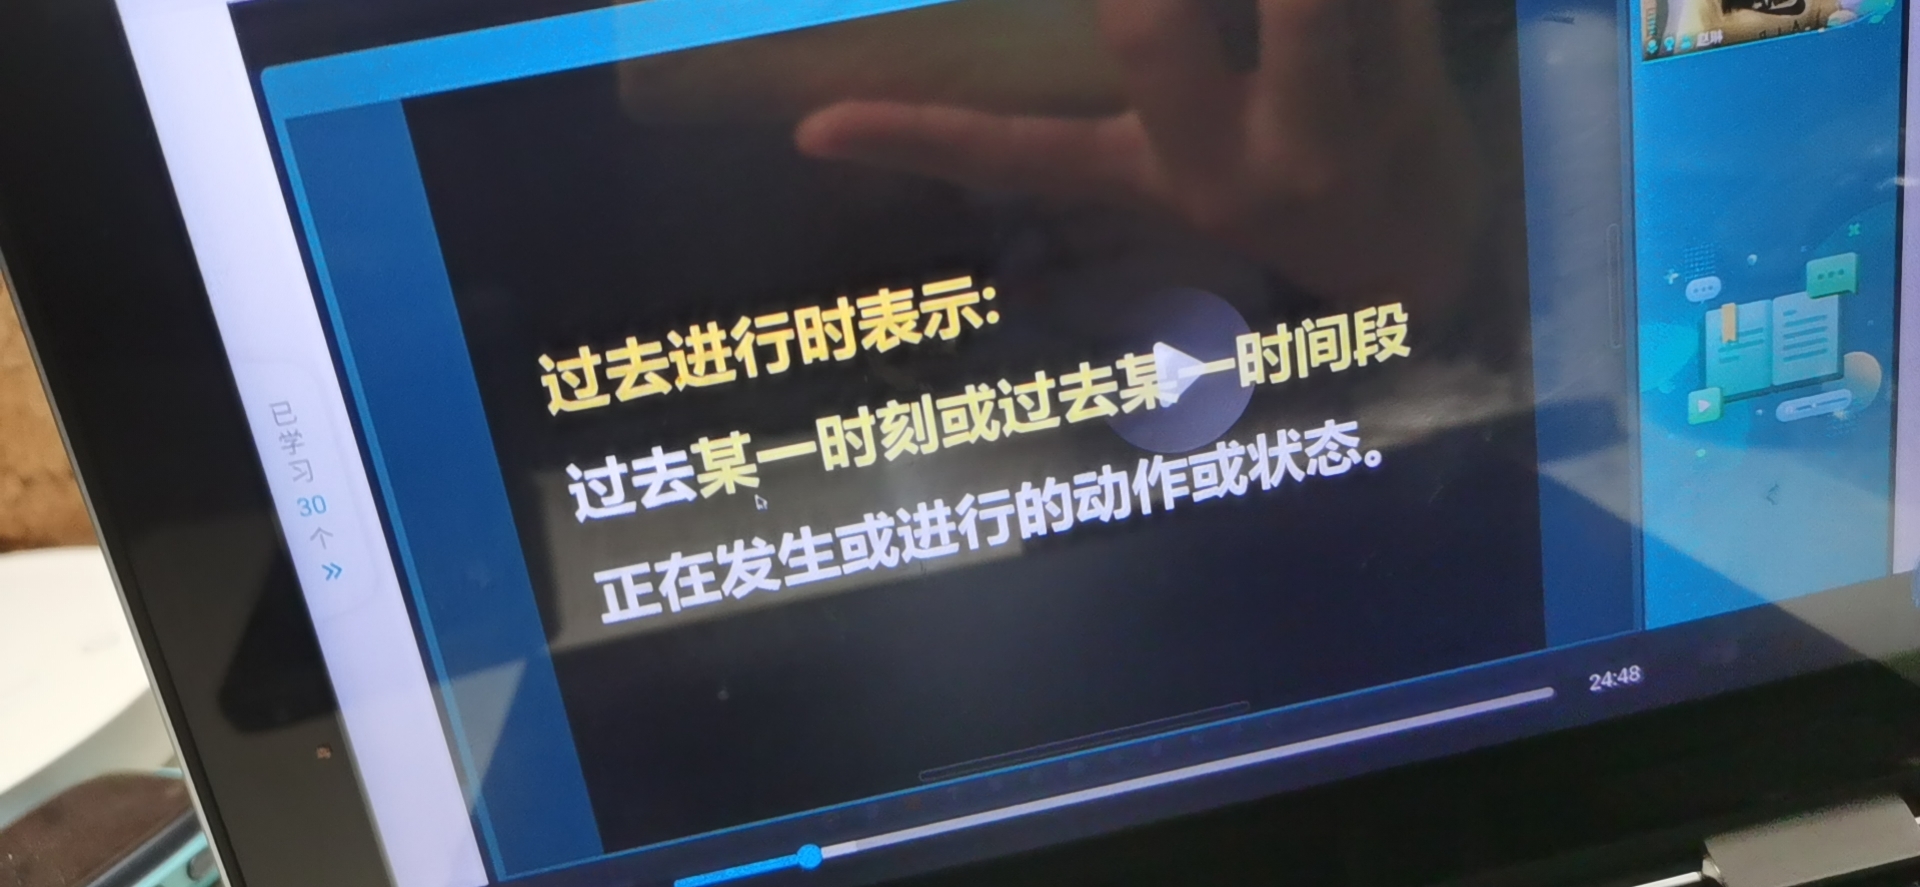 过去进行时表示:
过去某一时刻或过去某一时间段
正在发生或进行的动作或状态。
已学习 30 个 »
24:48